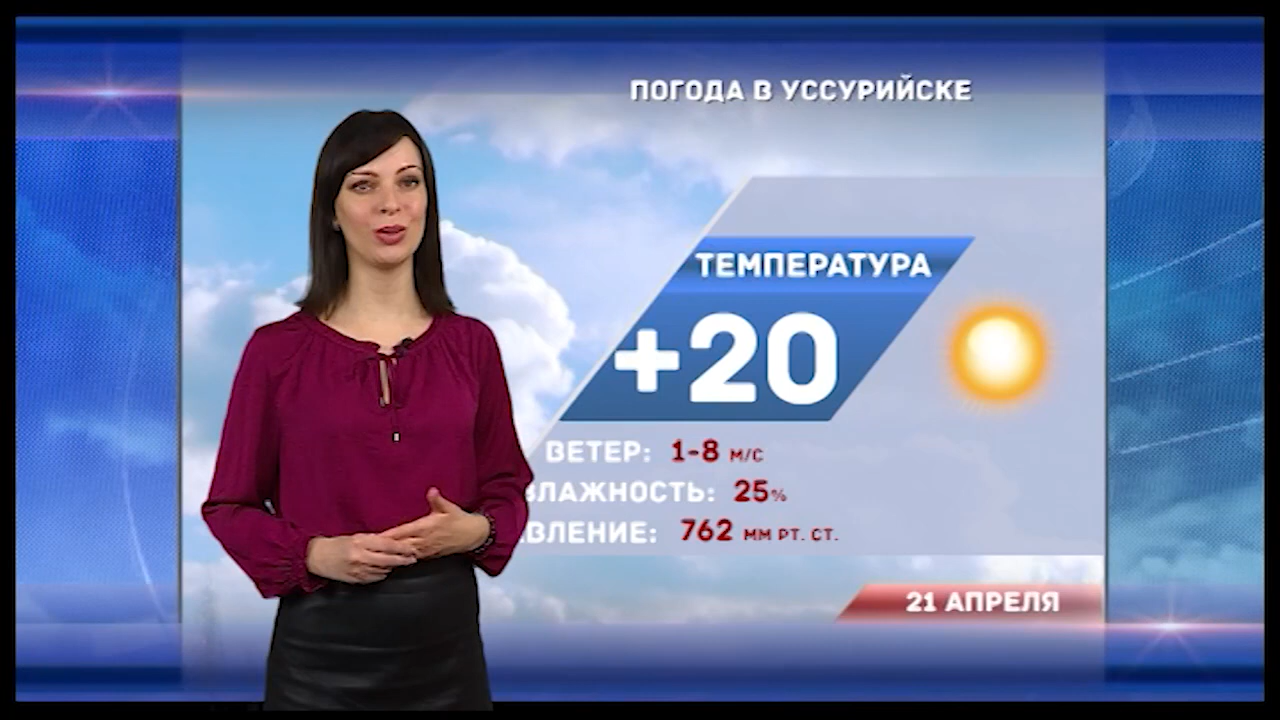 ПОГОДА В УССУРИЙСКЕ
ТЕМПЕРАТУРА
+20
ВЕТЕР: 1-8 М/С
ВЛАЖНОСТЬ: 25%
ДАВЛЕНИЕ: 762 ММ РТ. СТ.
21 АПРЕЛЯ